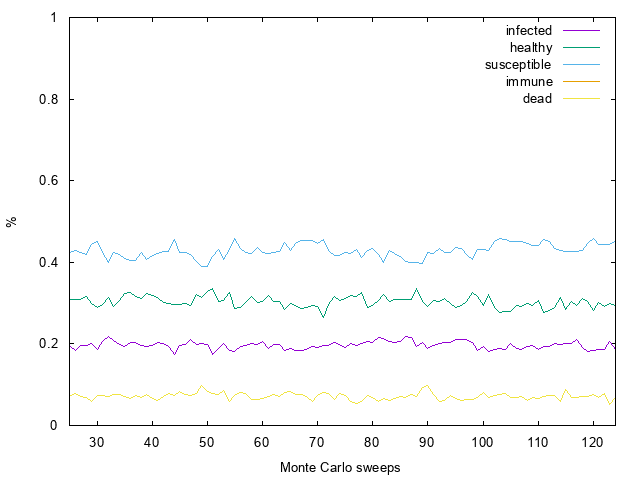 1
infected
healthy
susceptible
immune
dead
0.8
0.6
%
0.4
0.2
0
30 40 50 60 70 80 90 100 110 120
Monte Carlo sweeps